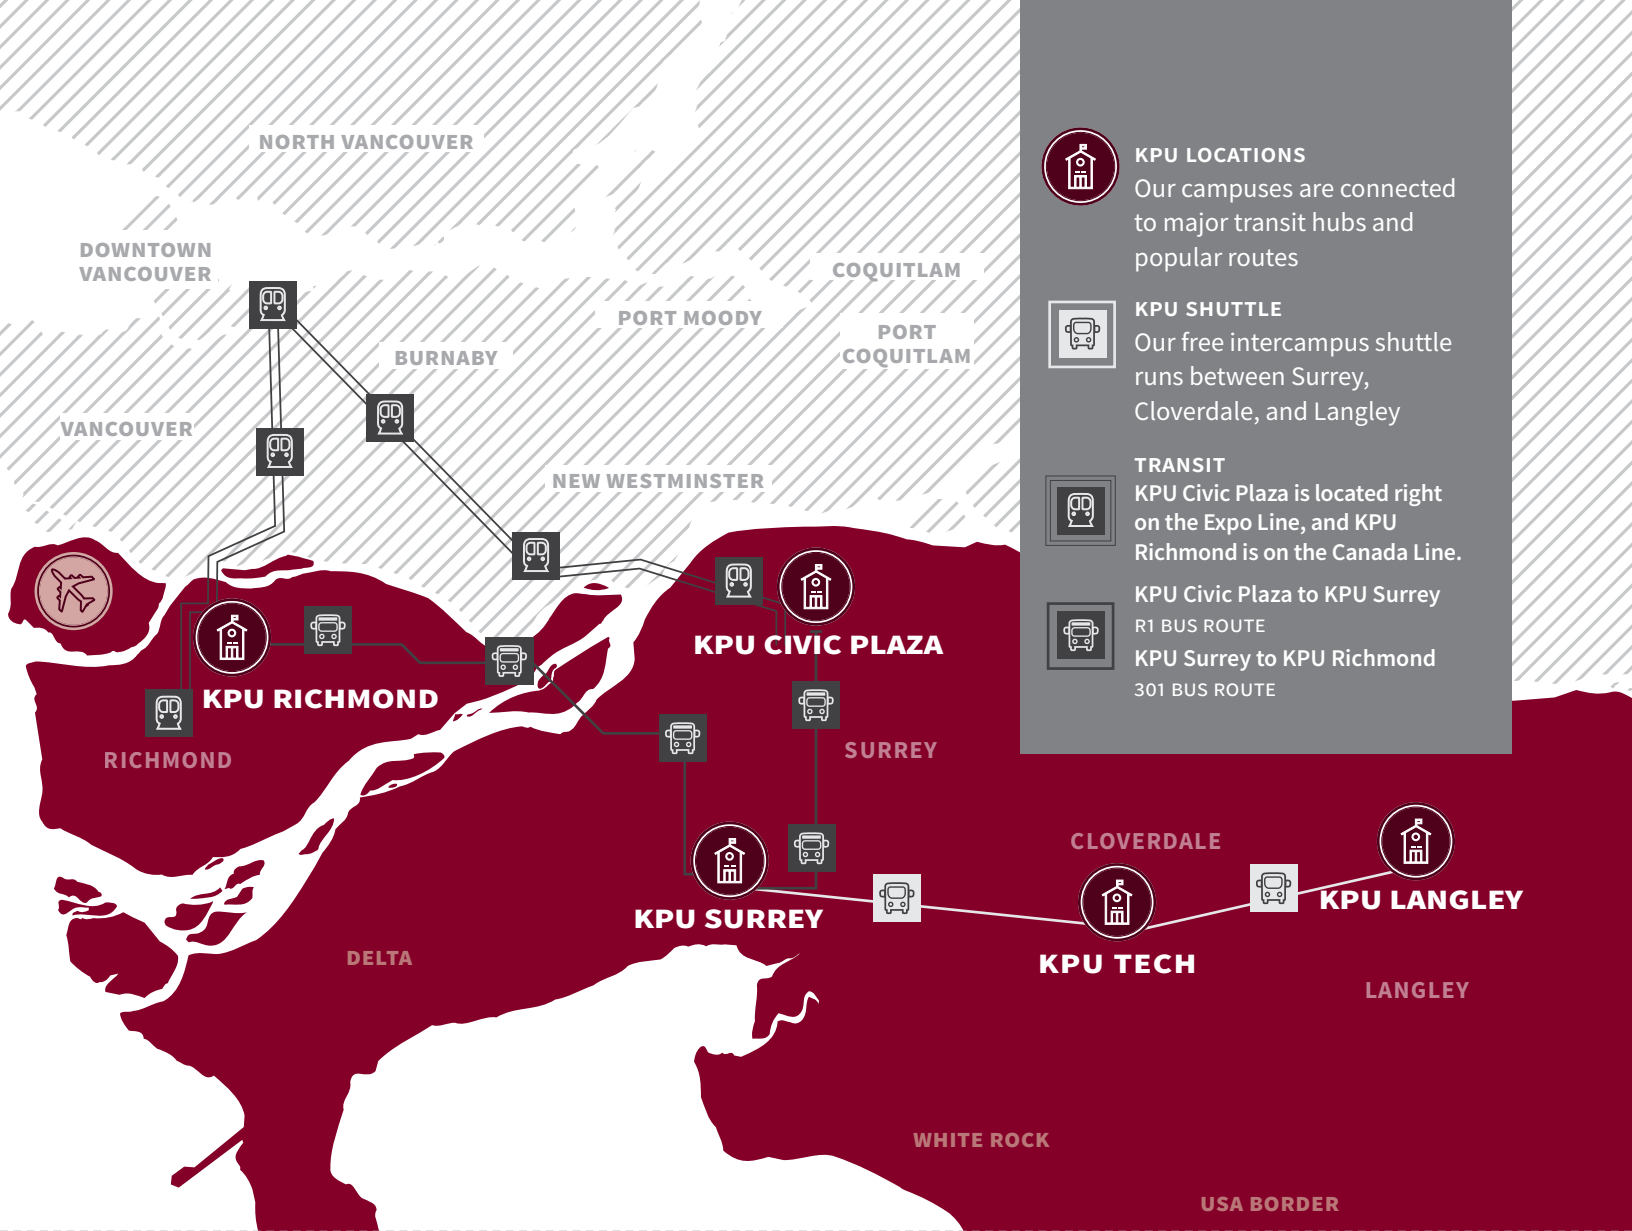 NORTH VANCOUVER
DOWNTOWN
VANCOUVER
COQUITLAM
PORT MOODY
PORT
COQUITLAM
BURNABY
VANCOUVER
NEW WESTMINSTER
KPU CIVIC PLAZA
KPU RICHMOND
RICHMOND
SURREY
CLOVERDALE
KPU LANGLEY
KPU SURREY
DELTA
KPU TECH
LANGLEY
WHITE ROCK
USA BORDER
KPU LOCATIONS
Our campuses are connected
to major transit hubs and
popular routes
KPU SHUTTLE
Our free intercampus shuttle
runs between Surrey,
Cloverdale, and Langley
TRANSIT
KPU Civic Plaza is located right
on the Expo Line, and KPU
Richmond is on the Canada Line.
KPU Civic Plaza to KPU Surrey
R1 BUS ROUTE
KPU Surrey to KPU Richmond
301 BUS ROUTE